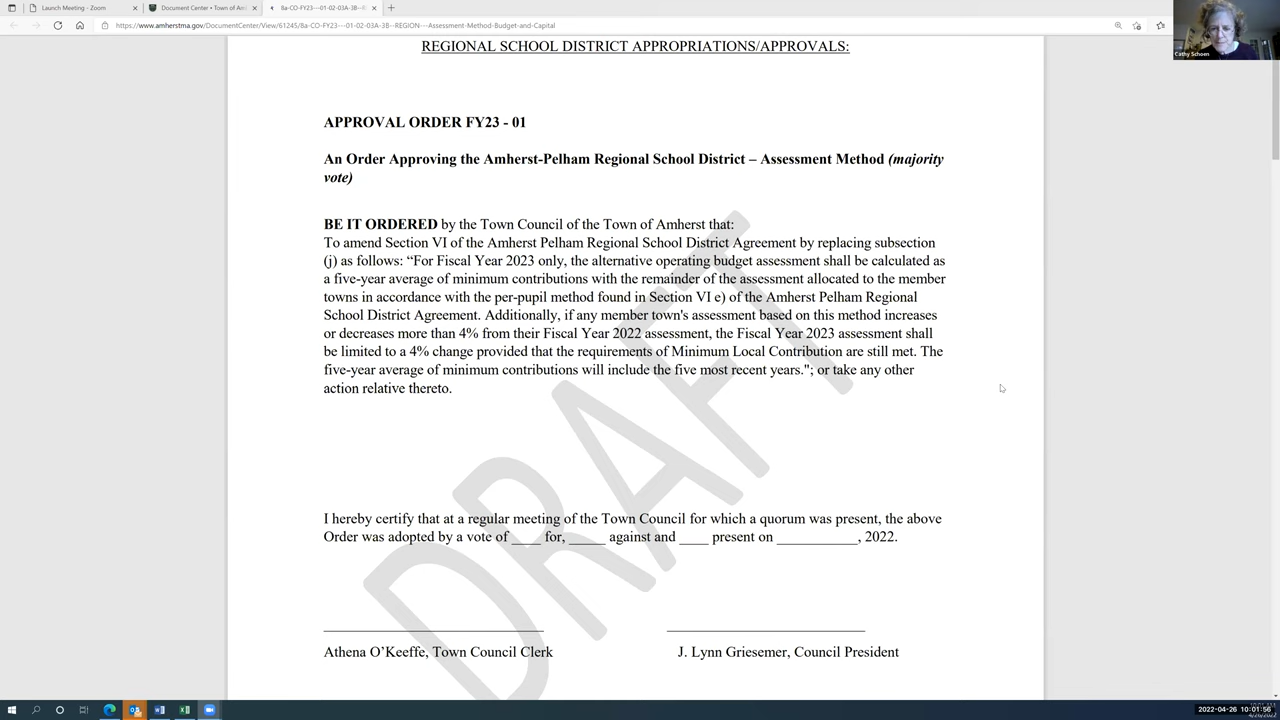 Launch Meeting - Zoom
Document Center • Town of Am
8a-CO-FY23---01-02-03A-3B--REGIO
https://www.amherstma.gov/DocumentCenter/View/61245/8a-CO-FY23---01-02-03A-3B--REGION---Assessment-Method-Budget-and-Capital
Cathy Schoen
REGIONAL SCHOOL DISTRICT APPROPRIATIONS/APPROVALS:
APPROVAL ORDER FY23 - 01
An Order Approving the Amherst-Pelham Regional School District – Assessment Method (majority
vote)
BE IT ORDERED by the Town Council of the Town of Amherst that:
To amend Section VI of the Amherst Pelham Regional School District Agreement by replacing subsection
(j) as follows: “For Fiscal Year 2023 only, the alternative operating budget assessment shall be calculated as
a five-year average of minimum contributions with the remainder of the assessment allocated to the member
towns in accordance with the per-pupil method found in Section VI e) of the Amherst Pelham Regional
School District Agreement. Additionally, if any member town's assessment based on this method increases
or decreases more than 4% from their Fiscal Year 2022 assessment, the Fiscal Year 2023 assessment shall
be limited to a 4% change provided that the requirements of Minimum Local Contribution are still met. The
five-year average of minimum contributions will include the five most recent years."; or take any other
action relative thereto.
DRAFT
I hereby certify that at a regular meeting of the Town Council for which a quorum was present, the above
Order was adopted by a vote of ____ for, _____ against and ____ present on ___________, 2022.
Athena O’Keeffe, Town Council Clerk
J. Lynn Griesemer, Council President
2022-04-26 10:01:56